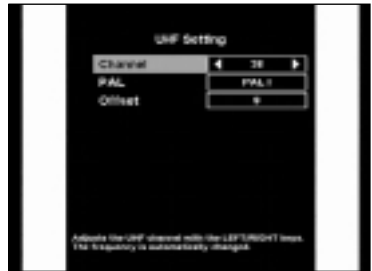 UHF Setting
Channel 38
PAL PAL I
Offset 0
Adjusts the UHF channel with the LEFT/RIGHT keys.
The frequency is automatically changed.